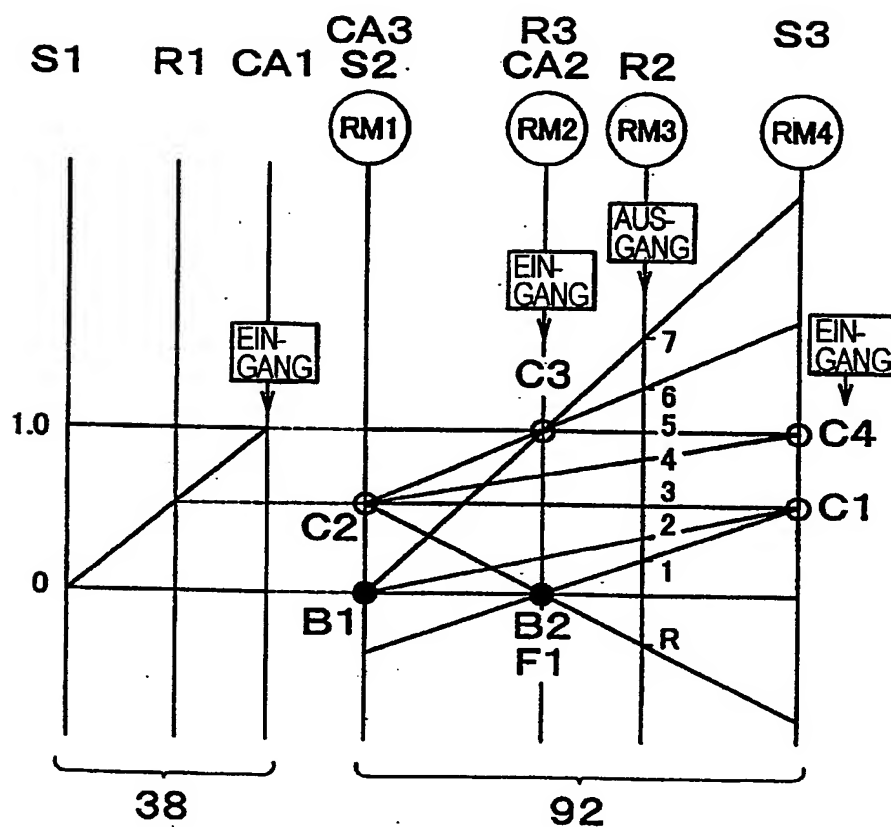 CA3 R3 S3
S1 R1 CA1 S2 CA2 R2
RM1 RM2 RM3 RM4
AUS-
GANG
EIN-
GANG
EIN-
GANG
EIN-
GANG
7
C3
6
1.0
5
C4
4
3
C1
C2
2
0
1
B1
B2
F1
R
38
92